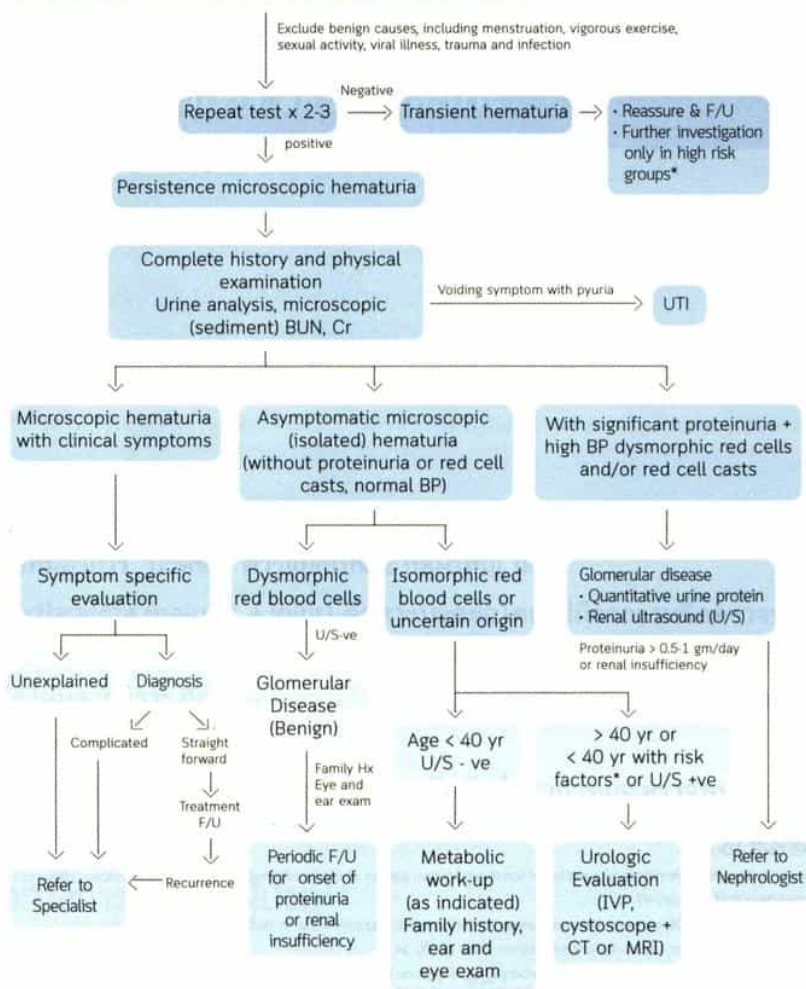 Exclude benign causes, including menstruation, vigorous exercise,
sexual activity, viral illness, trauma and infection
Repeat test x 2-3
Negative
Transient hematuria
• Reassure & F/U
• Further investigation
only in high risk
groups*
positive
Persistence microscopic hematuria
Complete history and physical
examination
Urine analysis, microscopic
(sediment) BUN, Cr
Voiding symptom with pyuria
UTI
Microscopic hematuria
with clinical symptoms
Asymptomatic microscopic
(isolated) hematuria
(without proteinuria or red cell
casts, normal BP)
With significant proteinuria +
high BP dysmorphic red cells
and/or red cell casts
Symptom specific
evaluation
Dysmorphic
red blood cells
Isomorphic red
blood cells or
uncertain origin
Glomerular disease
• Quantitative urine protein
• Renal ultrasound (U/S)
U/S-ve
Proteinuria > 0.5-1 gm/day
or renal insufficiency
Unexplained
Diagnosis
Glomerular
Disease
(Benign)
Age < 40 yr
U/S - ve
> 40 yr or
< 40 yr with risk
factors* or U/S +ve
Complicated
Straight
forward
Family Hx
Eye and
ear exam
Treatment
F/U
Refer to
Specialist
Recurrence
Periodic F/U
for onset of
proteinuria
or renal
insufficiency
Metabolic
work-up
(as indicated)
Family history,
ear and
eye exam
Urologic
Evaluation
(IVP,
cystoscope +
CT or MRI)
Refer to
Nephrologist